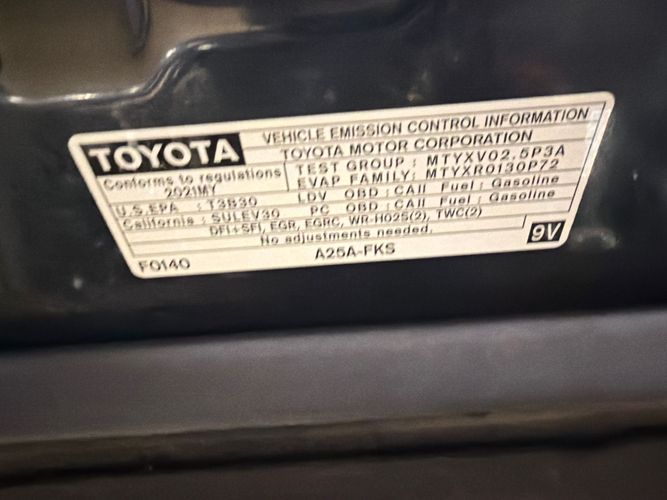 TOYOTA
VEHICLE EMISSION CONTROL INFORMATION
TOYOTA MOTOR CORPORATION
Conforms to regulations
2021MY
TEST GROUP : MTYXV02.5P3A
EVAP FAMILY: MTYXR0130P72
U.S.EPA : T3B30 LDV OBD : CAII Fuel : Gasoline
California : SULEV30 PC OBD : CAII Fuel : Gasoline
DFI+SFI, EGR, EGRC, WR-HO2S(2), TWC(2)
No adjustments needed.
F0140 A25A-FKS 9V